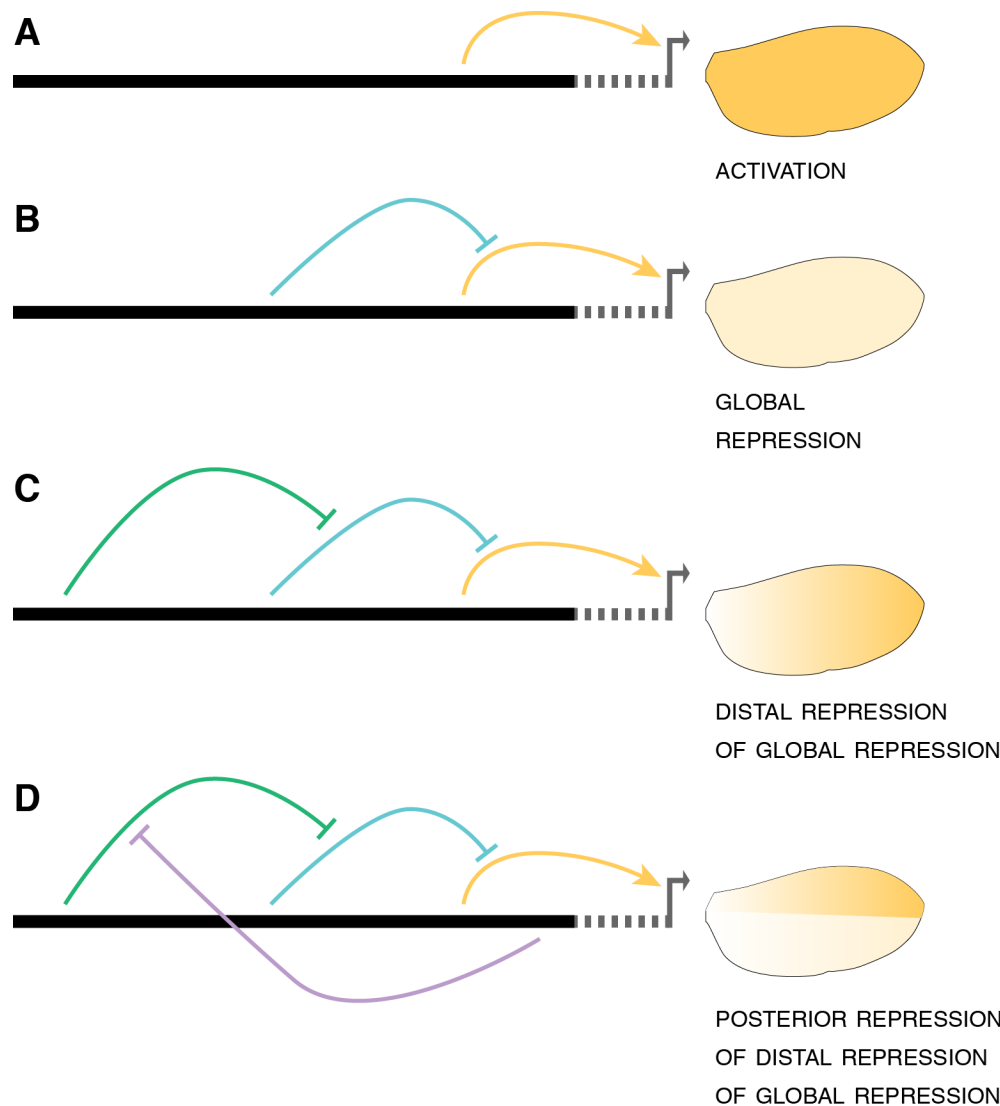 A
ACTIVATION
B
GLOBAL
REPRESSION
C
DISTAL REPRESSION
OF GLOBAL REPRESSION
D
POSTERIOR REPRESSION
OF DISTAL REPRESSION
OF GLOBAL REPRESSION